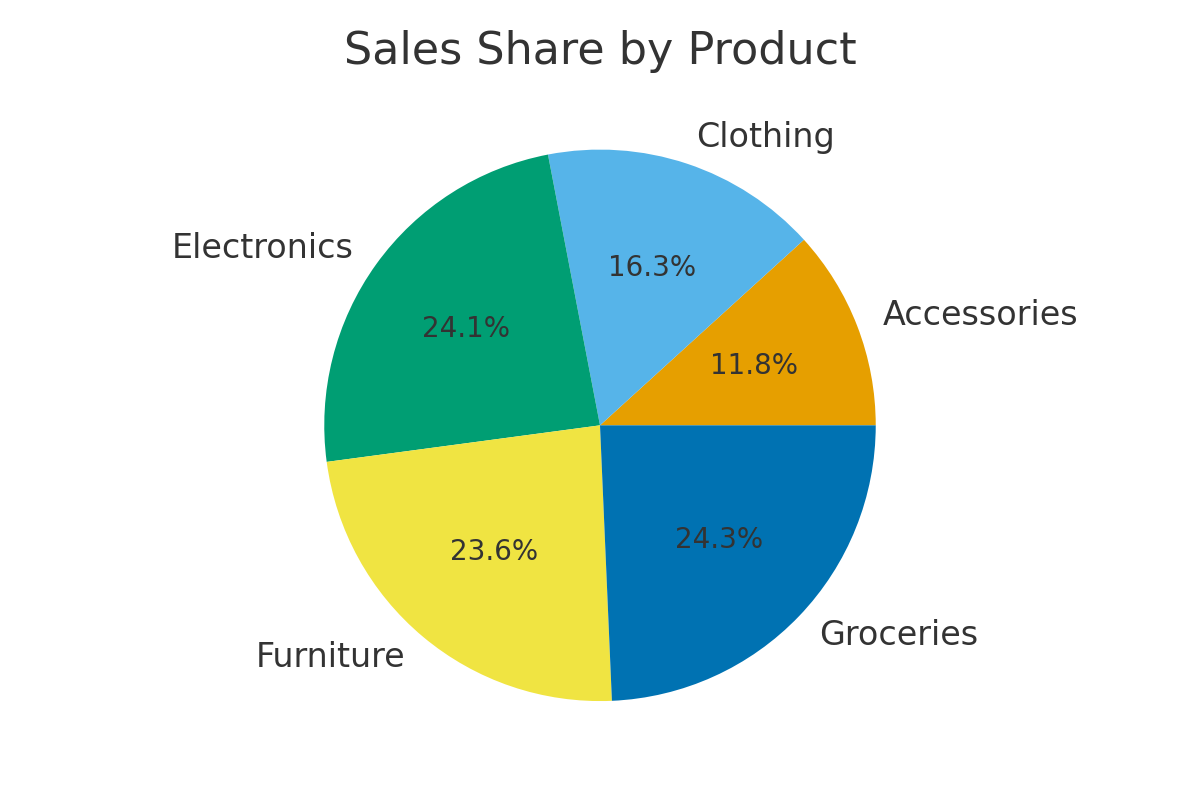 Sales Share by Product
Clothing
Electronics
16.3%
Accessories
24.1%
11.8%
24.3%
23.6%
Groceries
Furniture